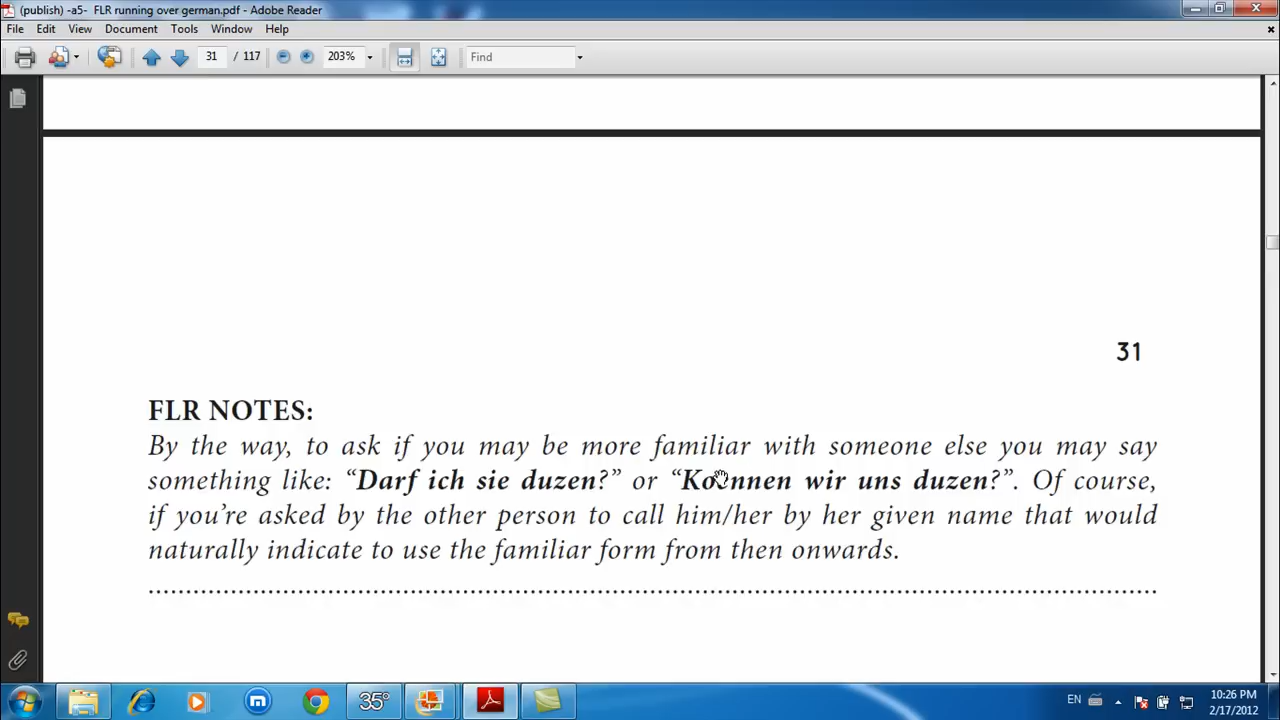 (publish) -a5-  FLR running over german.pdf - Adobe Reader
File Edit View Document Tools Window Help
31 / 117 203% Find
31
FLR NOTES:
By the way, to ask if you may be more familiar with someone else you may say
something like: “Darf ich sie duzen?” or “Koennen wir uns duzen?”. Of course,
if you’re asked by the other person to call him/her by her given name that would
naturally indicate to use the familiar form from then onwards.
................................................................................
35°
EN
10:26 PM
2/17/2012